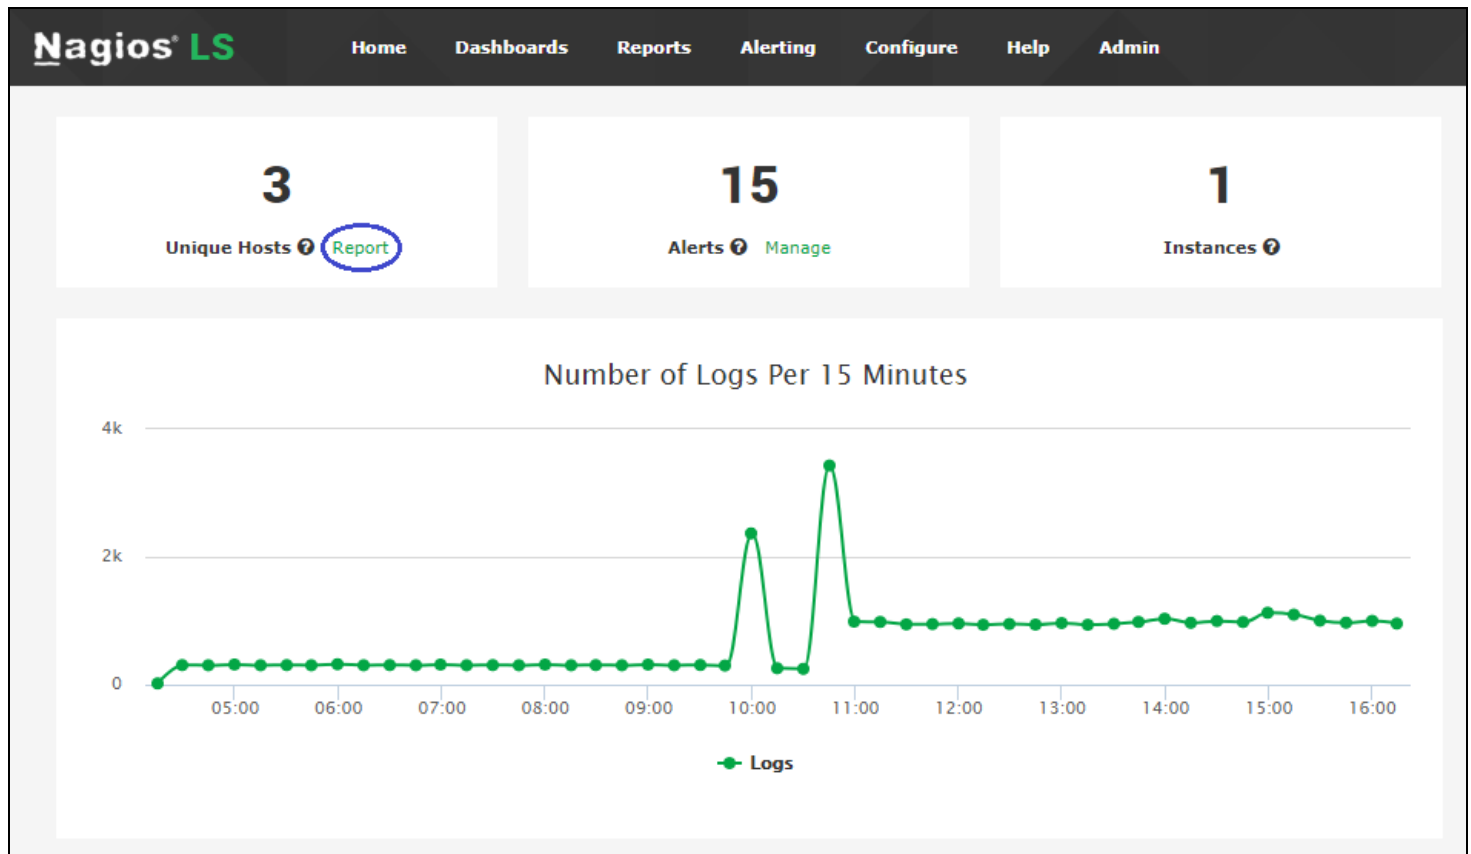 Nagios® LS Home Dashboards Reports Alerting Configure Help Admin
3 15 1
Unique Hosts ? Report Alerts ? Manage Instances ?
Number of Logs Per 15 Minutes
4k
2k
0
05:00 06:00 07:00 08:00 09:00 10:00 11:00 12:00 13:00 14:00 15:00 16:00
Logs